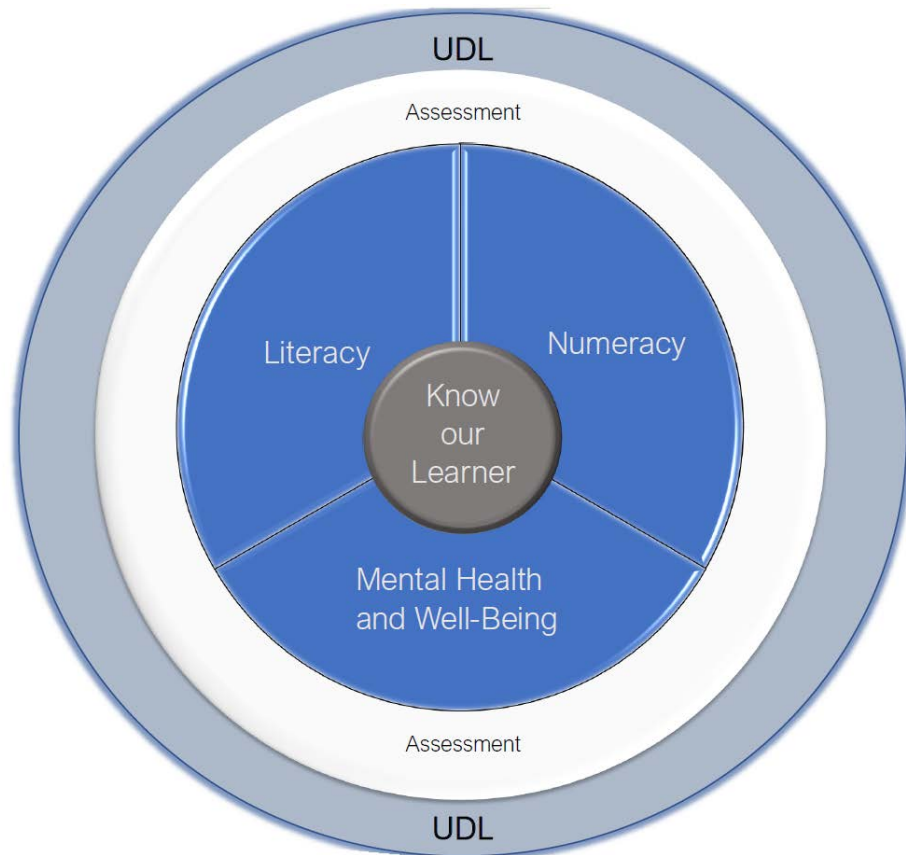 UDL
Assessment
Literacy
Numeracy
Know
our
Learner
Mental Health
and Well-Being
Assessment
UDL